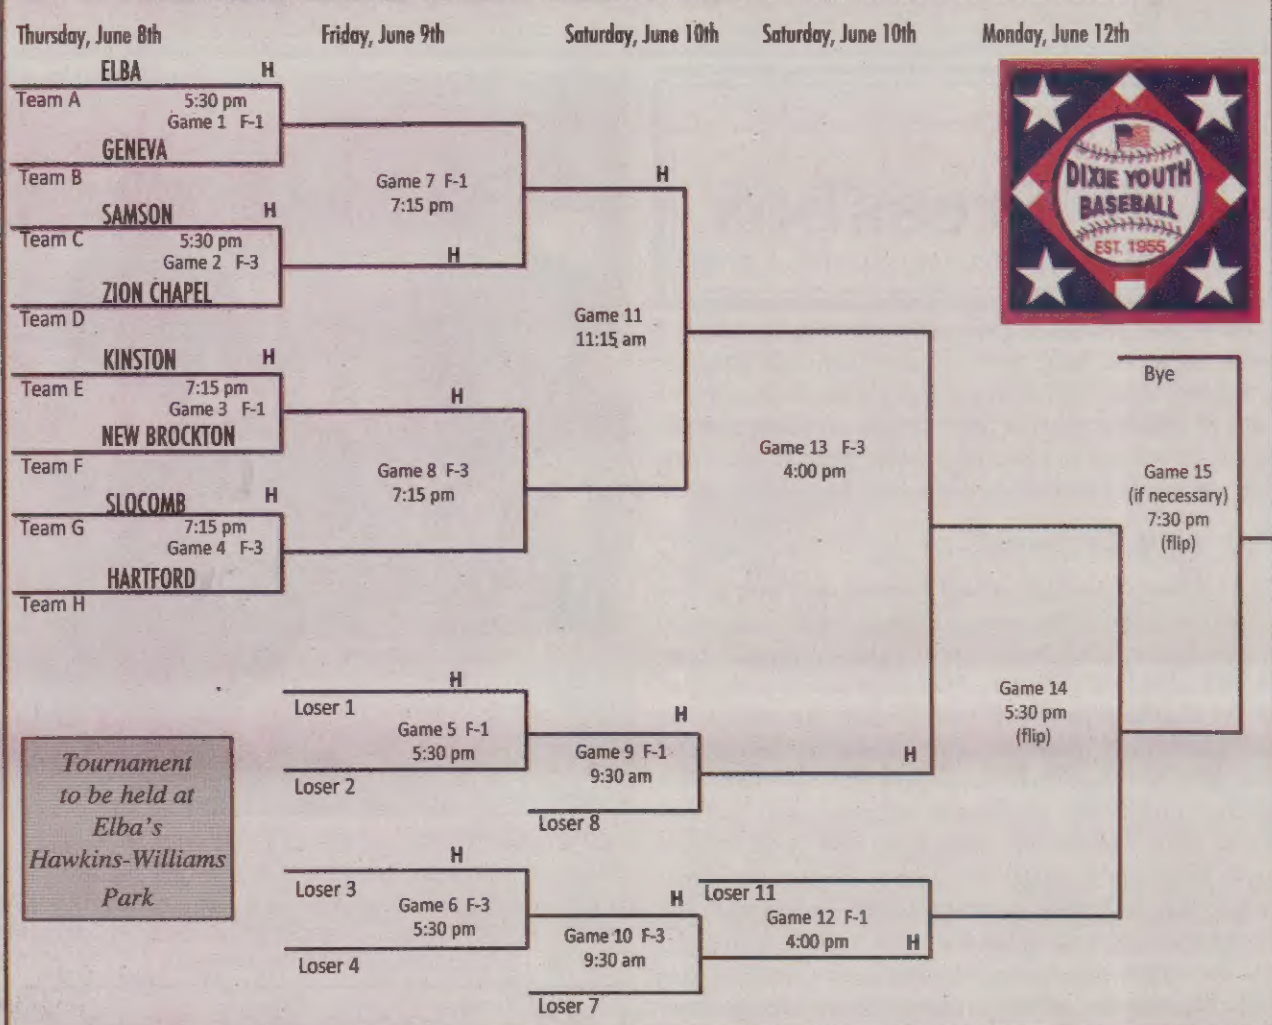 Thursday, June 8th
Friday, June 9th
Saturday, June 10th
Saturday, June 10th
Monday, June 12th
ELBA H
Team A 5:30 pm
Game 1 F-1
GENEVA
Team B
SAMSON H
Team C 5:30 pm
Game 2 F-3
ZION CHAPEL
Team D
KINSTON H
Team E 7:15 pm
Game 3 F-1
NEW BROCKTON
Team F
SLOCOMB H
Team G 7:15 pm
Game 4 F-3
HARTFORD
Team H
Game 7 F-1
7:15 pm
H
H
Game 8 F-3
7:15 pm
H
Loser 1
Game 5 F-1
5:30 pm
Loser 2
H
Loser 3
Game 6 F-3
5:30 pm
Loser 4
H
Game 11
11:15 am
H
Game 9 F-1
9:30 am
Loser 8
H
Game 10 F-3
9:30 am
Loser 7
Game 13 F-3
4:00 pm
H
Loser 11
Game 12 F-1
4:00 pm H
DIXIE YOUTH
BASEBALL
EST. 1955
Bye
Game 15
(if necessary)
7:30 pm
(flip)
Game 14
5:30 pm
(flip)
Tournament
to be held at
Elba's
Hawkins-Williams
Park